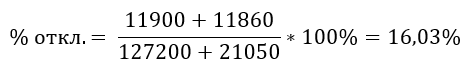 % откл. = (11900 + 11860) / (127200 + 21050) * 100% = 16,03%